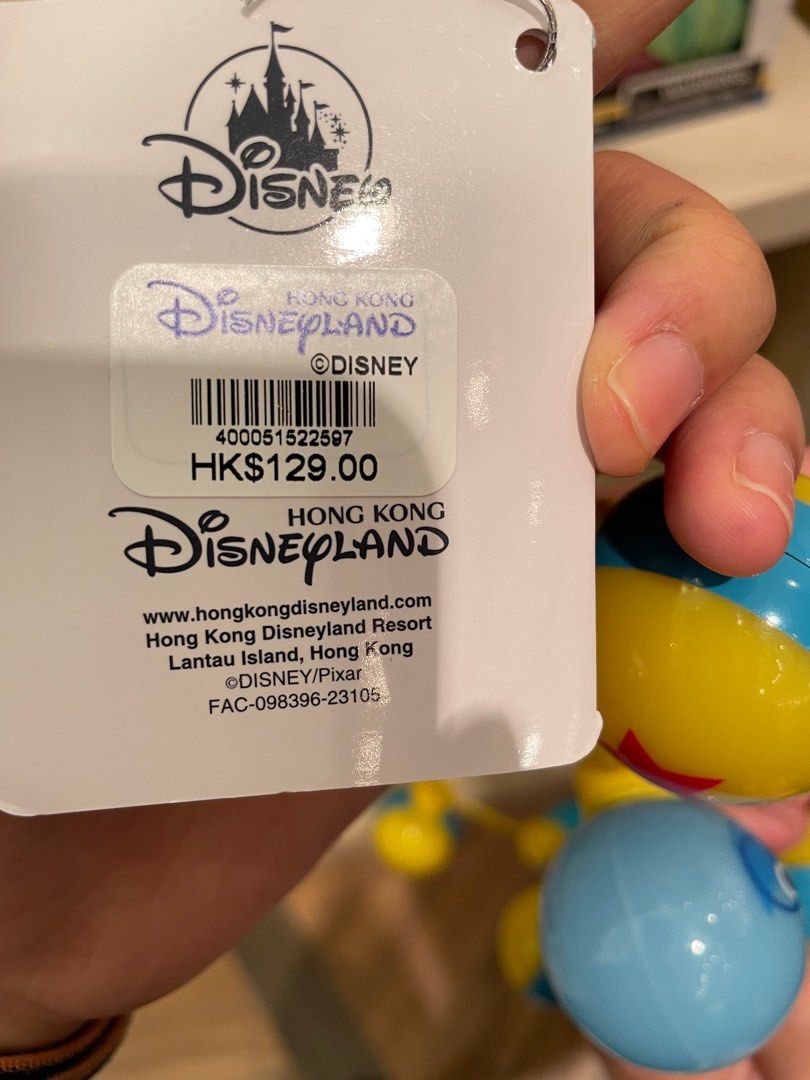 Disney
HONG KONG
DISNEYLAND
©DISNEY
400051522597
HK$129.00
HONG KONG
DISNEYLAND
www.hongkongdisneyland.com
Hong Kong Disneyland Resort
Lantau Island, Hong Kong
©DISNEY/Pixar
FAC-098396-23105